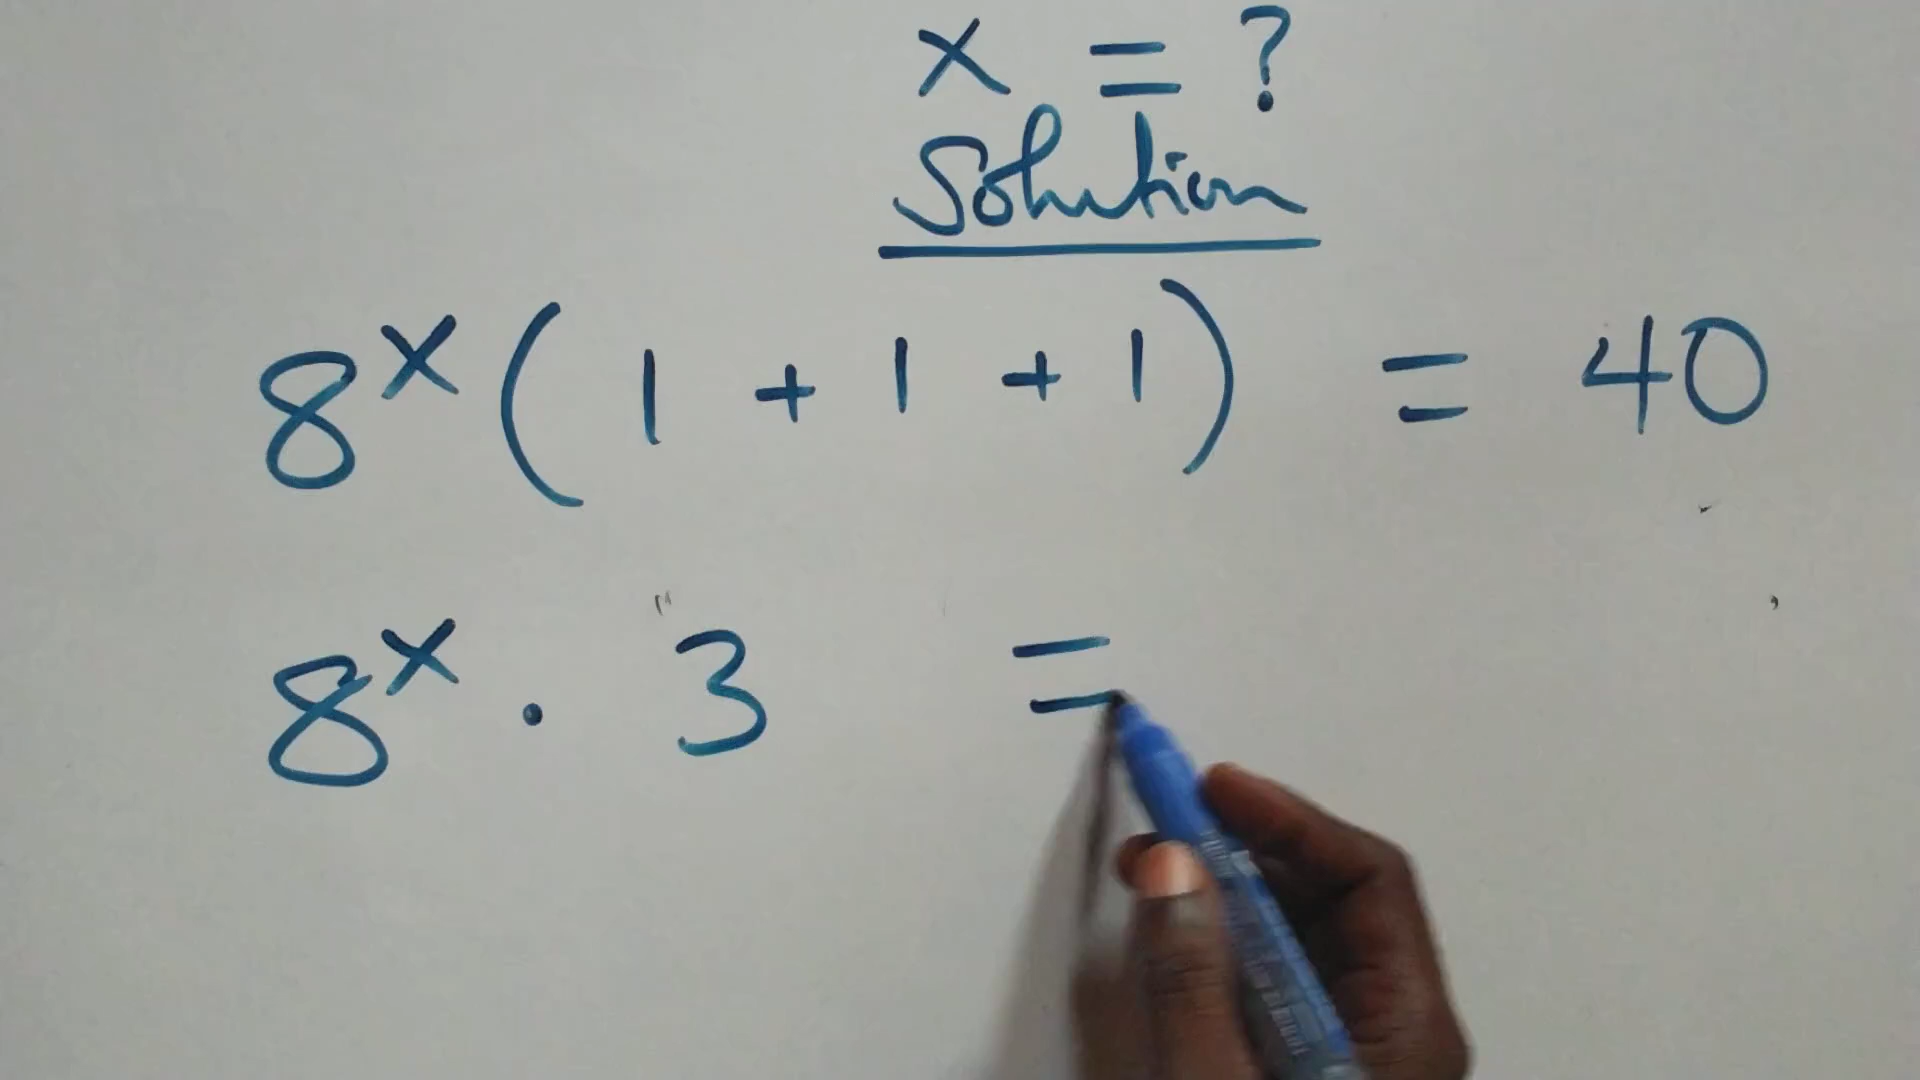 x = ?
Solution
8^x (1 + 1 + 1) = 40
8^x · 3 =